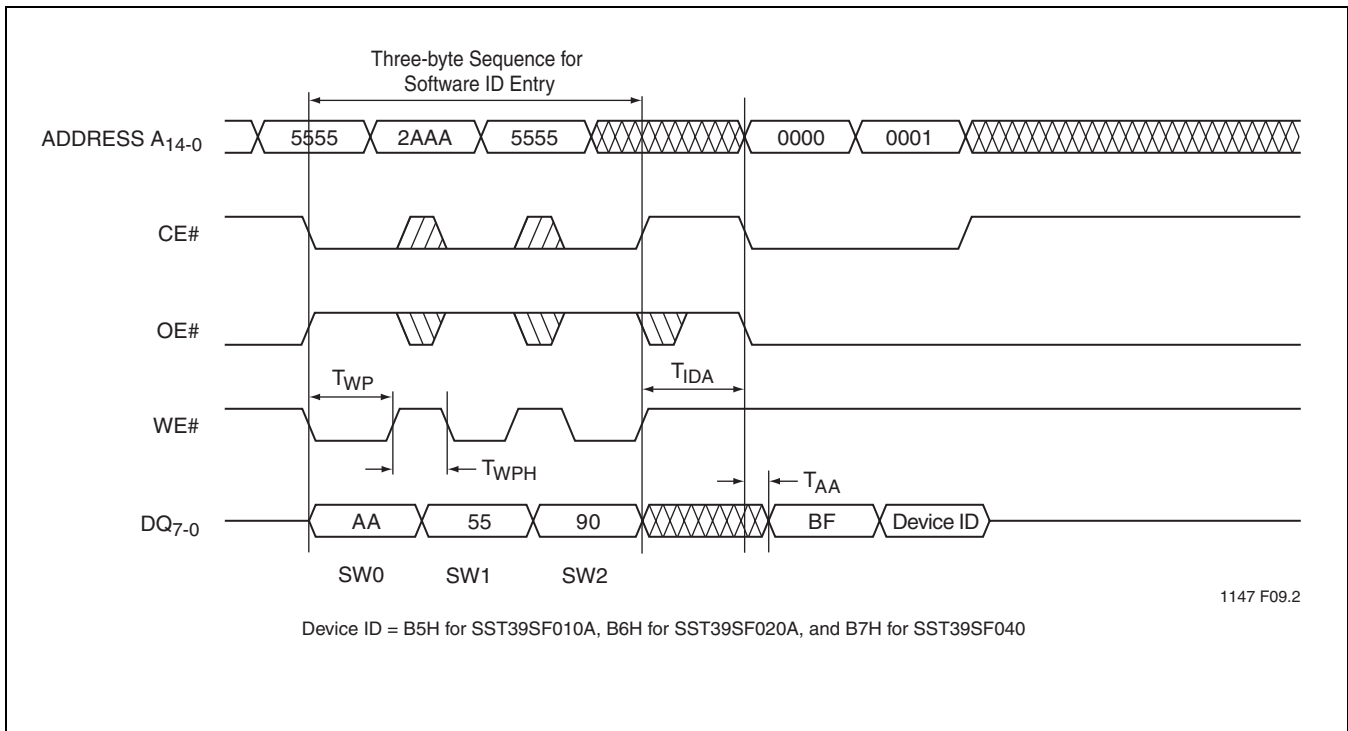 Three-byte Sequence for
Software ID Entry
ADDRESS A14-0
5555 2AAA 5555 0000 0001
CE#
OE#
TWP TIDA
WE#
TWPH TAA
DQ7-0 AA 55 90 BF Device ID
SW0 SW1 SW2
1147 F09.2
Device ID = B5H for SST39SF010A, B6H for SST39SF020A, and B7H for SST39SF040